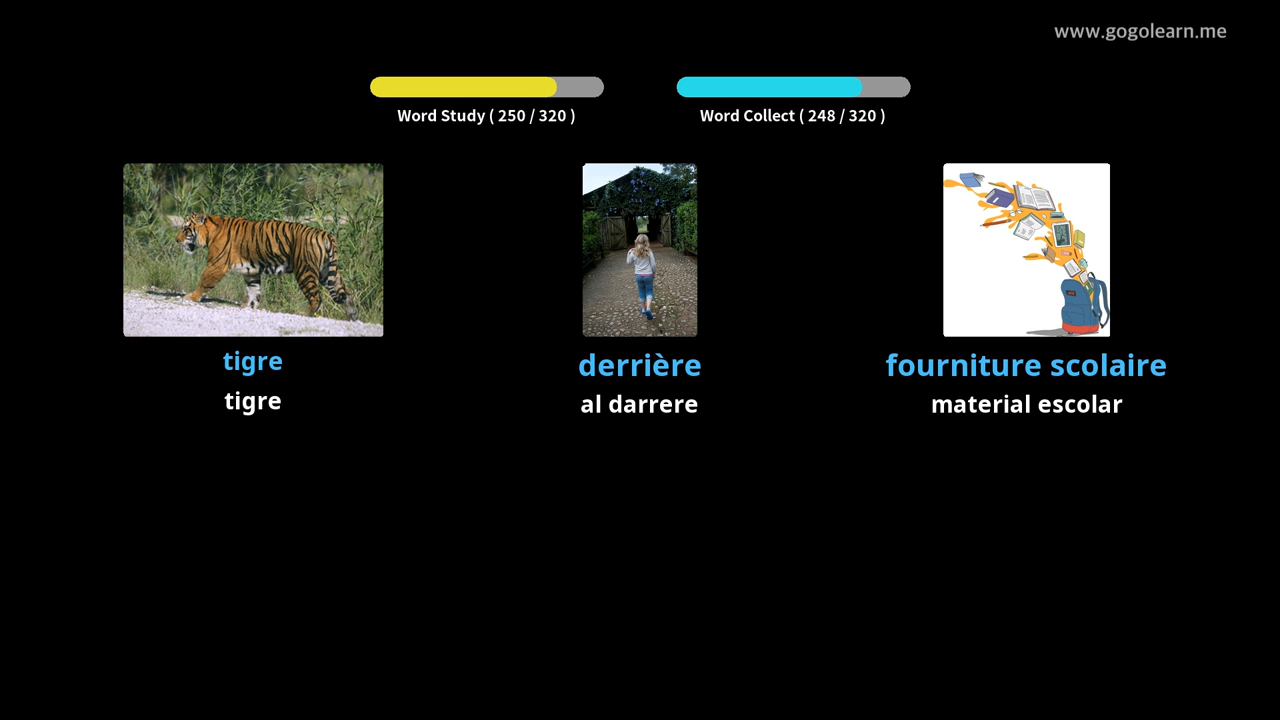 www.gogolearn.me
Word Study ( 250 / 320 )
Word Collect ( 248 / 320 )
tigre
derrière
fourniture scolaire
tigre
al darrere
material escolar